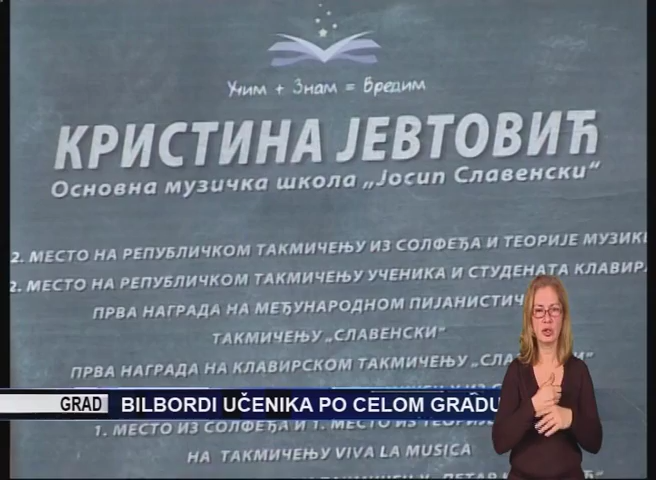 Учим + Знам = Вредим
КРИСТИНА ЈЕВТОВИЋ
Основна музичка школа „Јосип Славенски“
2. МЕСТО НА РЕПУБЛИЧКОМ ТАКМИЧЕЊУ ИЗ СОЛФЕЂА И ТЕОРИЈЕ МУЗИКЕ
2. МЕСТО НА РЕПУБЛИЧКОМ ТАКМИЧЕЊУ УЧЕНИКА И СТУДЕНАТА КЛАВИРА
ПРВА НАГРАДА НА МЕЂУНАРОДНОМ
ТАКМИЧЕЊУ „СЛАВЕНСКИ“
ПРВА НАГРАДА НА КЛАВИРСКОМ ТАКМИЧЕЊУ
GRAD BILBORDI UČENIKA PO CELOM GRADU
1. МЕСТО ИЗ СОЛФЕЂА И 1. МЕСТО ИЗ
НА ТАКМИЧЕЊУ VIVA LA MUSICA